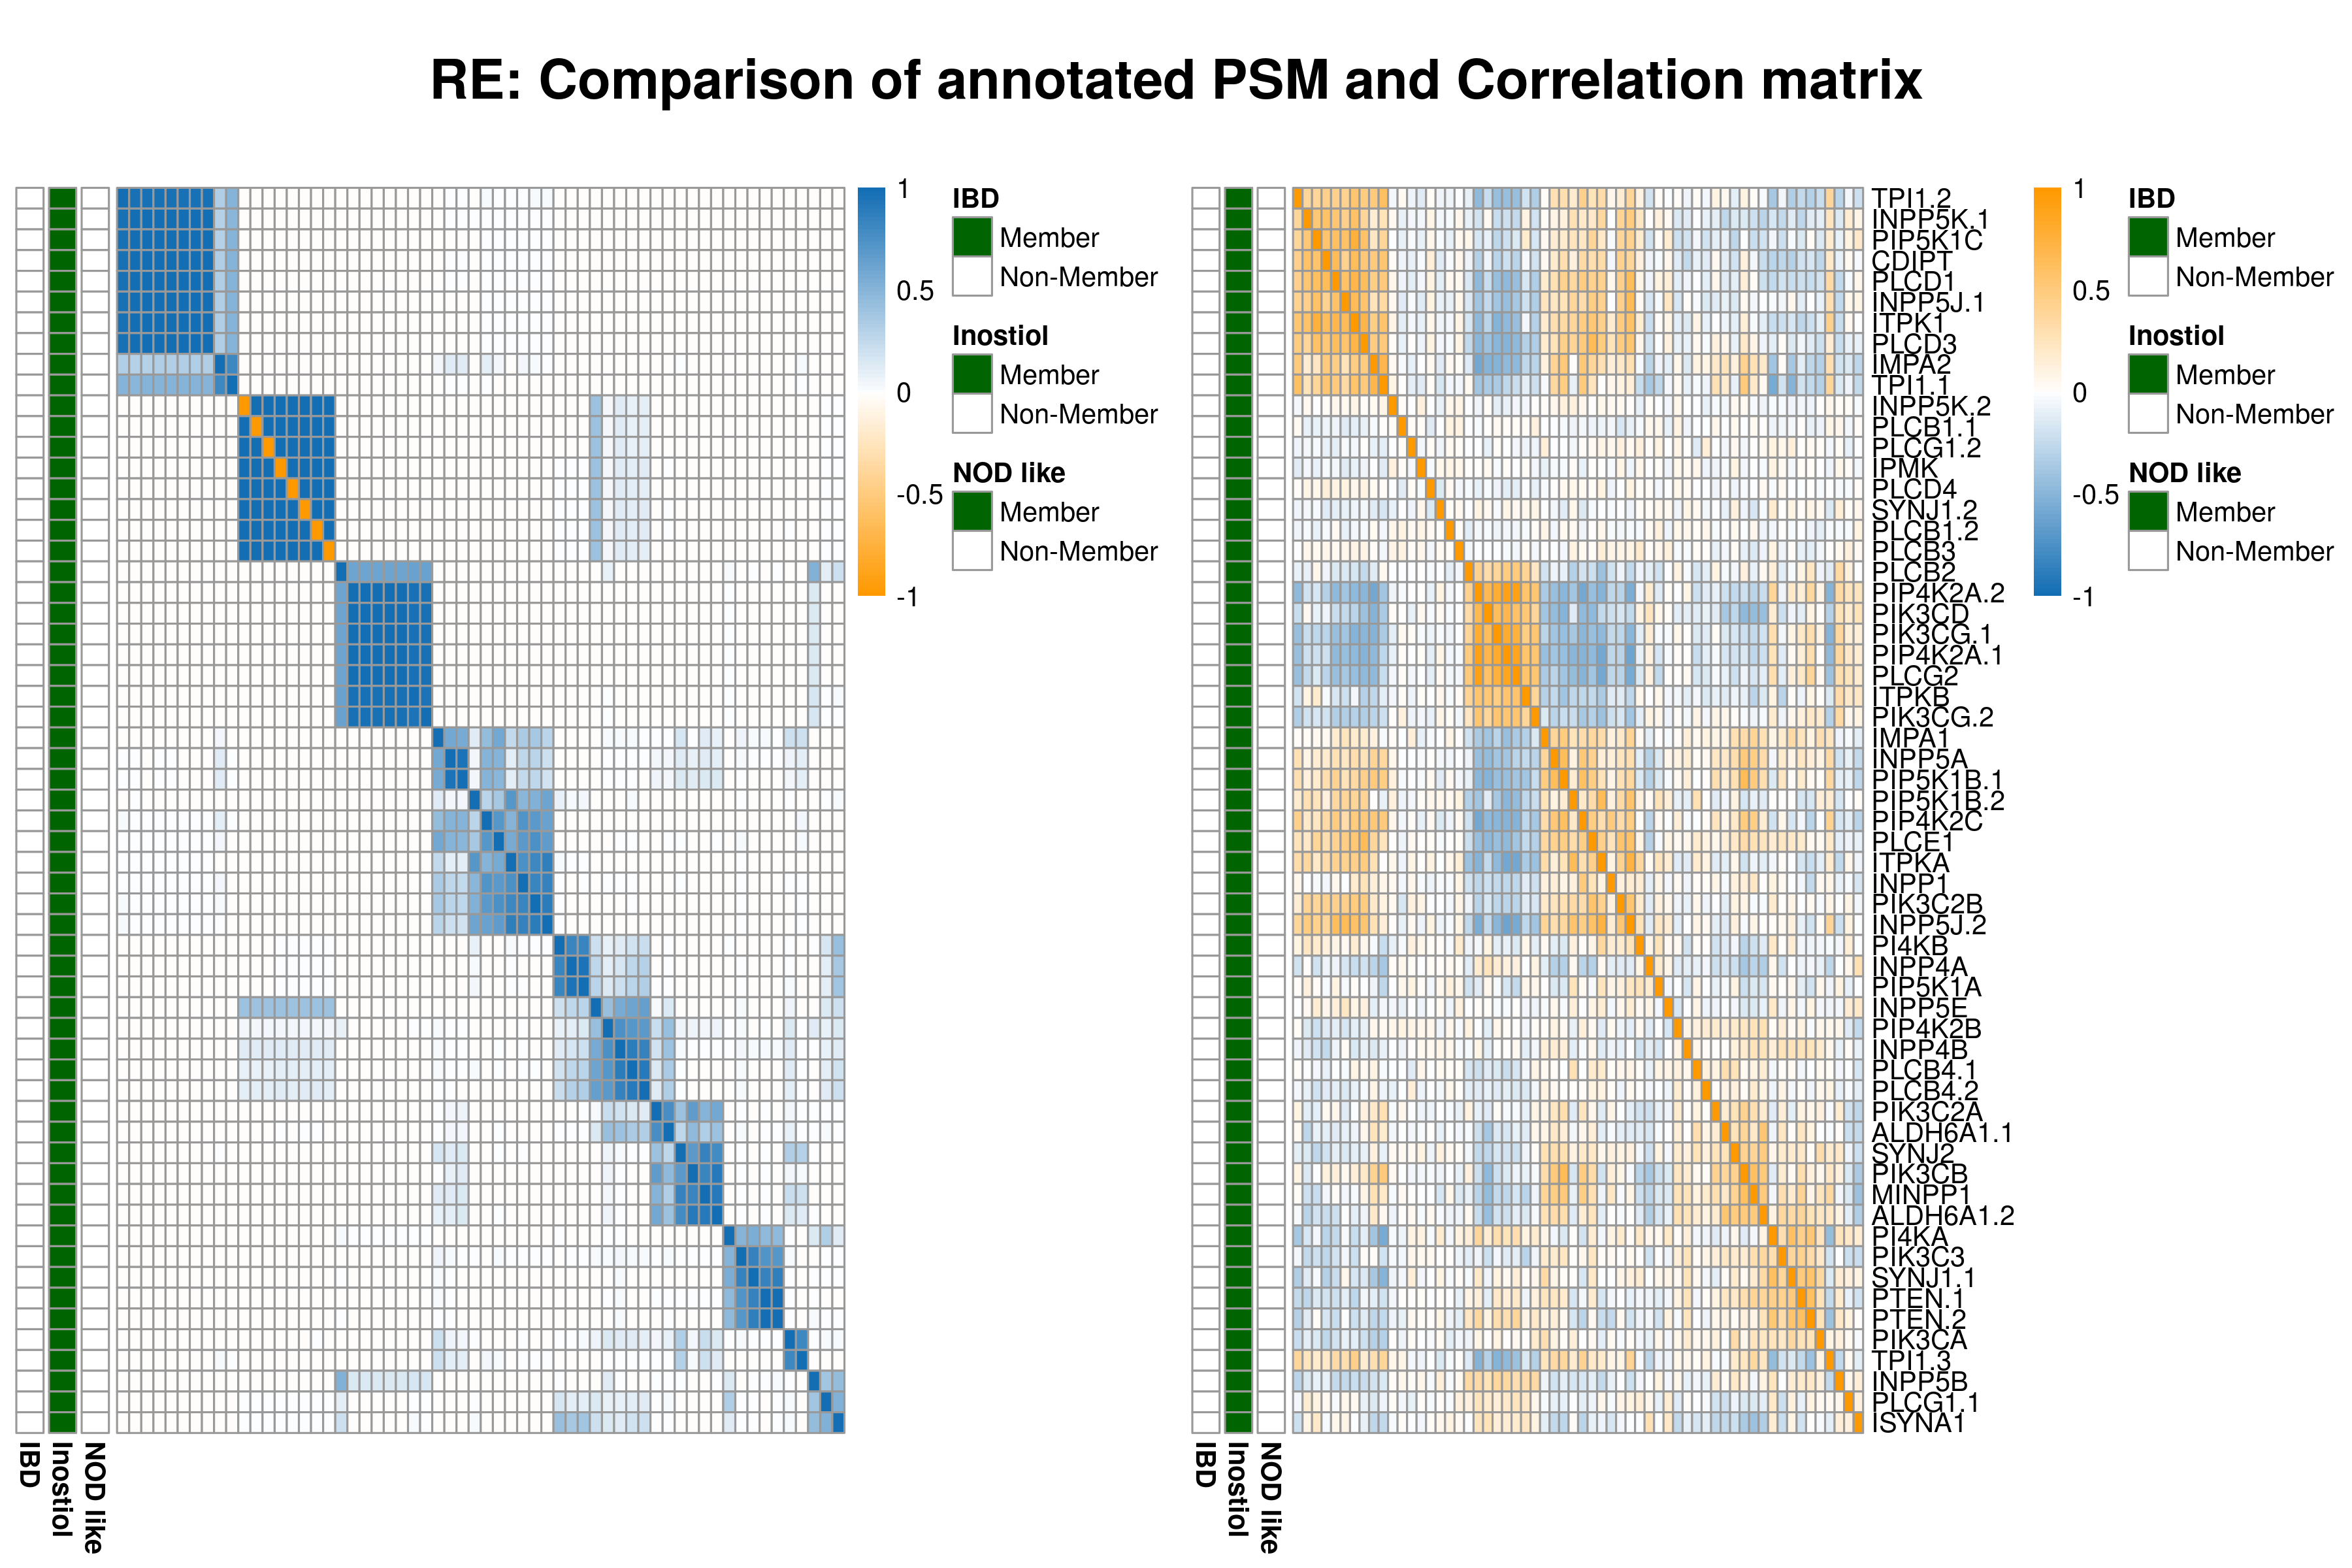 RE: Comparison of annotated PSM and Correlation matrix
1
0.5
0
-0.5
-1
IBD
Member
Non-Member
Inostiol
Member
Non-Member
NOD like
Member
Non-Member
IBD
Inostiol
NOD like
TPI1.2
INPP5K.1
PIP5K1C
CDIPT
PLCD1
INPP5J.1
ITPK1
PLCD3
IMPA2
TPI1.1
INPP5K.2
PLCB1.1
PLCG1.2
IPMK
PLCD4
SYNJ1.2
PLCB1.2
PLCB3
PLCB2
PIP4K2A.2
PIK3CD
PIK3CG.1
PIP4K2A.1
PLCG2
ITPKB
PIK3CG.2
IMPA1
INPP5A
PIP5K1B.1
PIP5K1B.2
PIP4K2C
PLCE1
ITPKA
INPP1
PIK3C2B
INPP5J.2
PI4KB
INPP4A
PIP5K1A
INPP5E
PIP4K2B
INPP4B
PLCB4.1
PLCB4.2
PIK3C2A
ALDH6A1.1
SYNJ2
PIK3CB
MINPP1
ALDH6A1.2
PI4KA
PIK3C3
SYNJ1.1
PTEN.1
PTEN.2
PIK3CA
TPI1.3
INPP5B
PLCG1.1
ISYNA1
1
0.5
0
-0.5
-1
IBD
Member
Non-Member
Inostiol
Member
Non-Member
NOD like
Member
Non-Member
IBD
Inostiol
NOD like